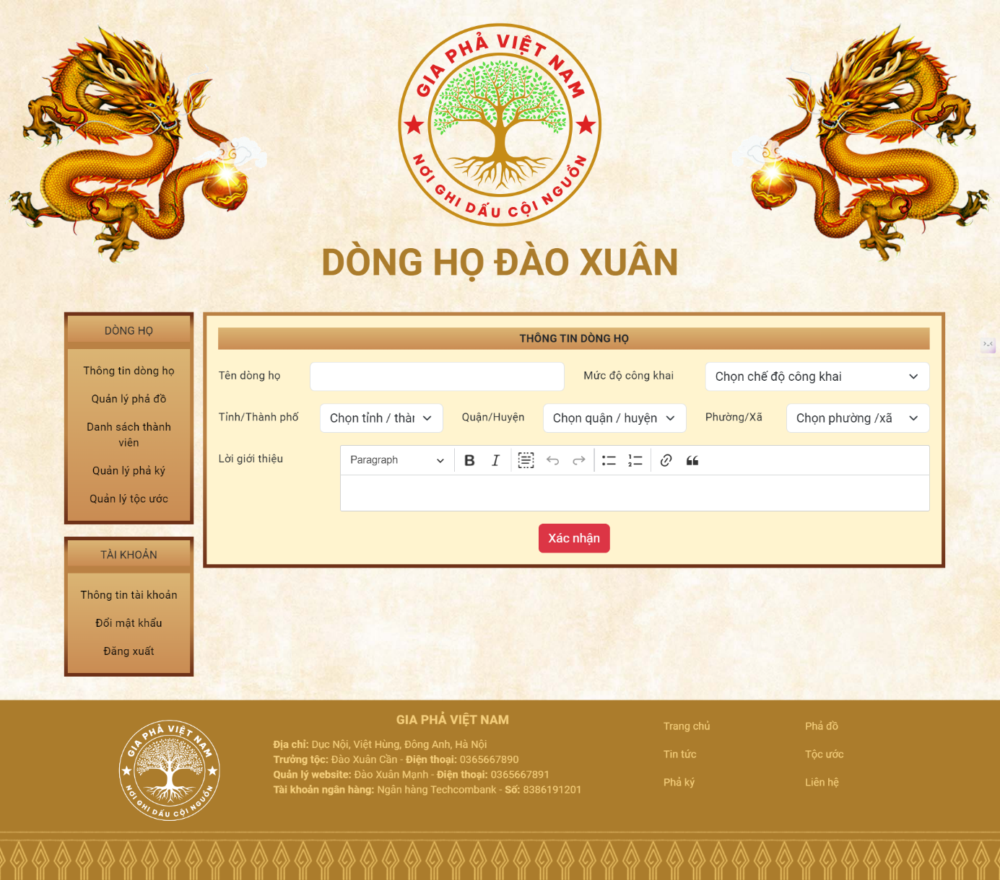 GIA PHẢ VIỆT NAM
NƠI GHI DẤU CỘI NGUỒN
DÒNG HỌ ĐÀO XUÂN
DÒNG HỌ
Thông tin dòng họ
Quản lý phả đồ
Danh sách thành
viên
Quản lý phả ký
Quản lý tộc ước
TÀI KHOẢN
Thông tin tài khoản
Đổi mật khẩu
Đăng xuất
THÔNG TIN DÒNG HỌ
Tên dòng họ
Mức độ công khai
Chọn chế độ công khai
Tỉnh/Thành phố
Chọn tỉnh / thàı
Quận/Huyện
Chọn quận / huyện
Phường/Xã
Chọn phường /xã
Lời giới thiệu
Paragraph
Xác nhận
GIA PHẢ VIỆT NAM
NƠI GHI DẤU CỘI NGUỒN
GIA PHẢ VIỆT NAM
Địa chỉ: Dục Nội, Việt Hùng, Đông Anh, Hà Nội
Trưởng tộc: Đào Xuân Cần - Điện thoại: 0365667890
Quản lý website: Đào Xuân Mạnh - Điện thoại: 0365667891
Tài khoản ngân hàng: Ngân hàng Techcombank - Số: 8386191201
Trang chủ
Phả đồ
Tin tức
Tộc ước
Phả ký
Liên hệ